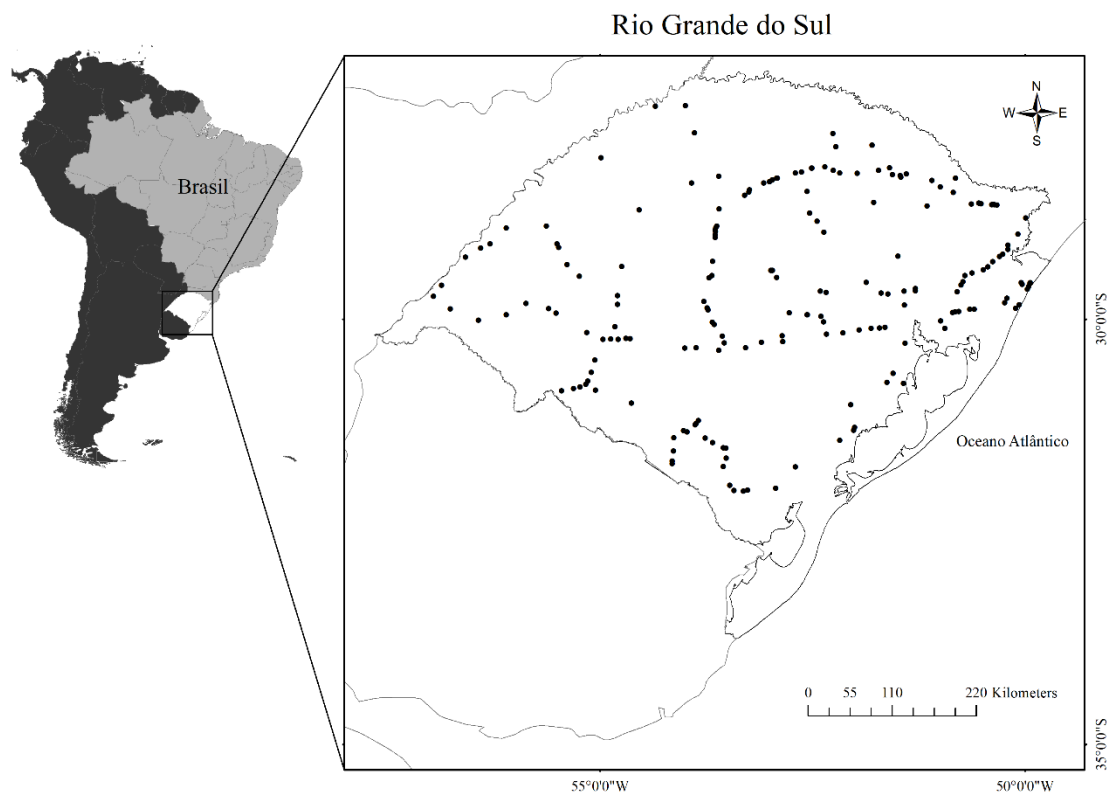 Rio Grande do Sul
Brasil
N
W E
S
30°0'0"S
Oceano Atlântico
0 55 110 220 Kilometers
35°0'0"S
55°0'0"W 50°0'0"W